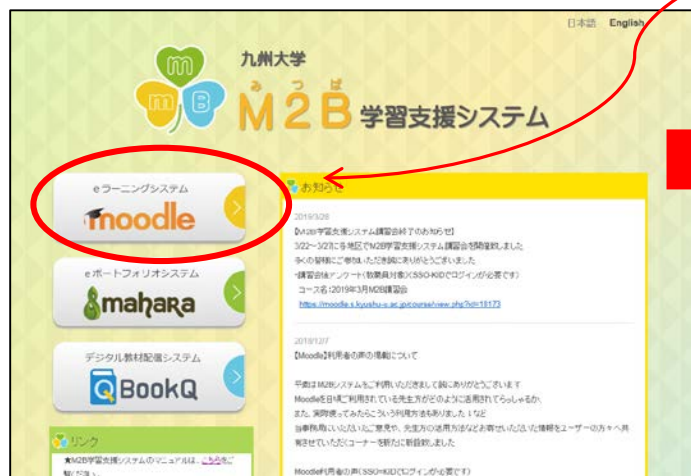 日本語 English
m
m B
九州大学
みつば
M2B学習支援システム
eラーニングシステム
moodle
eポートフォリオシステム
mahara
デジタル教材配信システム
BookQ
リンク
★M2B学習支援システムのマニュアルは、こちらをご
覧ください。
お知らせ
2019/3/28
【M2B学習支援システム講習会終了のお知らせ】
3/22~3/27に各地区でM2B学習支援システム講習会を開催致しました
多くの皆様にご参加いただき誠にありがとうございました
・講習会後アンケート(教職員対象)(SSO-KIDでログインが必要です)
コース名:2019年3月M2B講習会
https://moodle.s.kyushu-u.ac.jp/course/view.php?id=18173
2018/12/7
【Moodle】利用者の声の掲載について
平素はM2Bシステムをご利用いただきまして誠にありがとうございます
Moodleを日頃ご利用されている先生方がどのように活用されてらっしゃるか、
また、実際使ってみたらこういう利用方法もありました!など
当事務局にいただいたご意見や、先生方の活用方法などお寄せいただいた情報をユーザーの方々へ共
有させていただくコーナーを新たに新設致しました
Moodle利用者の声(SSO-KIDでログインが必要です)